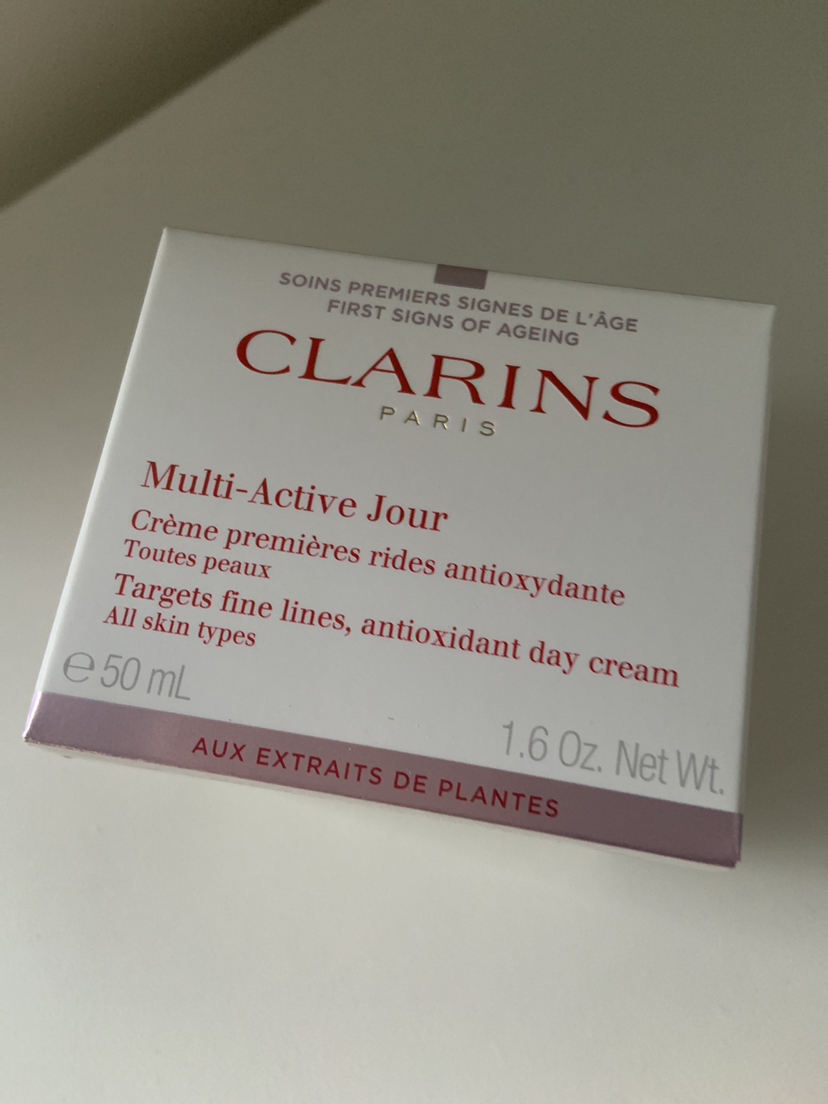 SOINS PREMIERS SIGNES DE L'ÂGE
FIRST SIGNS OF AGEING
CLARINS
PARIS
Multi-Active Jour
Crème premières rides antioxydante
Toutes peaux
Targets fine lines, antioxidant day cream
All skin types
℮ 50 mL
1.6 Oz. Net Wt.
AUX EXTRAITS DE PLANTES